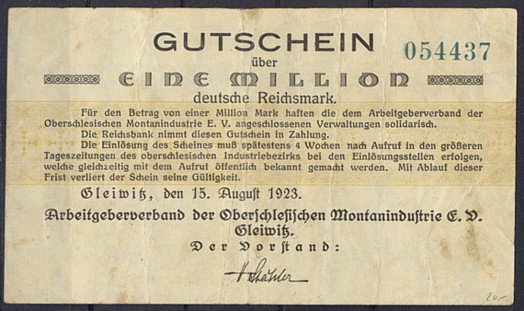 GUTSCHEIN
054437
über
EINE MILLION
deutsche Reichsmark.
Für den Betrag von einer Million Mark haften die dem Arbeitgeberverband der
Oberschlesischen Montanindustrie E. V. angeschlossenen Verwaltungen solidarisch.
Die Reichsbank nimmt diesen Gutschein in Zahlung.
Die Einlösung des Scheines muß spätestens 4 Wochen nach Aufruf in den größeren
Tageszeitungen des oberschlesischen Industriebezirks bei den Einlösungsstellen erfolgen,
welche gleichzeitig mit dem Aufruf öffentlich bekannt gemacht werden. Mit Ablauf dieser
Frist verliert der Schein seine Gültigkeit.
Gleiwitz, den 15. August 1923.
Arbeitgeberverband der Oberschlesischen Montanindustrie E. V.
Gleiwitz.
Der Vorstand:
20.-